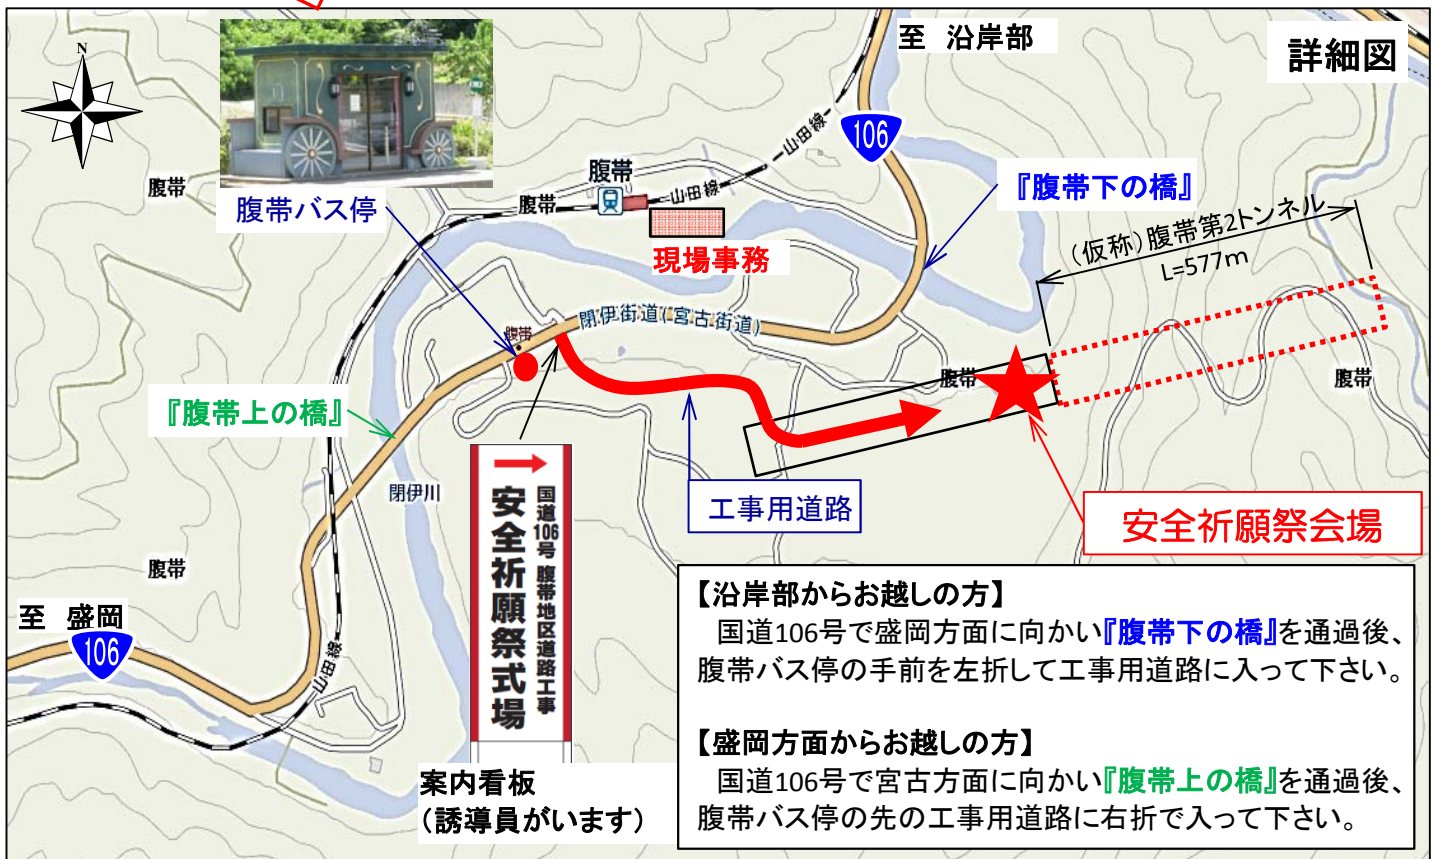 至 沿岸部
詳細図
N
106
山田線
腹帯
腹帯
山田線
腹帯
『腹帯下の橋』
腹帯バス停
現場事務
(仮称)腹帯第2トンネル
L=577m
閉伊街道(宮古街道)
腹帯
腹帯
腹帯
『腹帯上の橋』
閉伊川
工事用道路
安全祈願祭会場
国道106号 腹帯地区道路工事
安全祈願祭式場
腹帯
至 盛岡
106
山田線
案内看板
(誘導員がいます)
【沿岸部からお越しの方】
国道106号で盛岡方面に向かい『腹帯下の橋』を通過後、
腹帯バス停の手前を左折して工事用道路に入って下さい。
【盛岡方面からお越しの方】
国道106号で宮古方面に向かい『腹帯上の橋』を通過後、
腹帯バス停の先の工事用道路に右折で入って下さい。